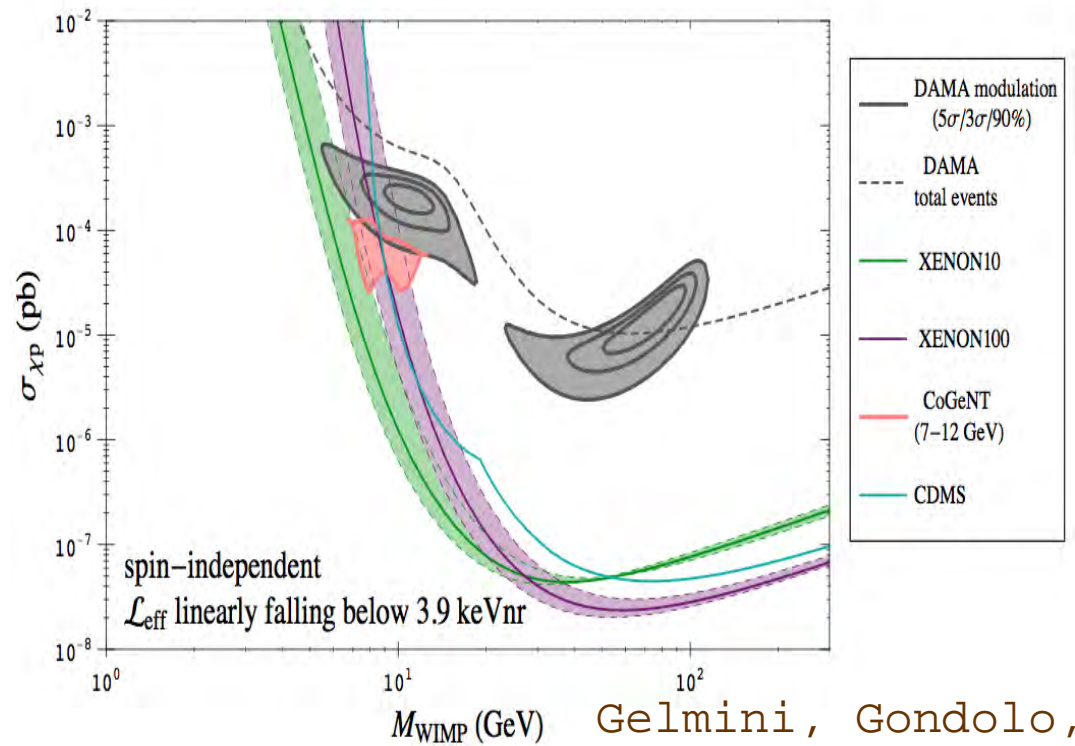 10^-2
10^-3
10^-4
10^-5
10^-6
10^-7
10^-8
σχp (pb)
spin−independent
ℒeff linearly falling below 3.9 keVnr
10^0
10^1
10^2
M_WIMP (GeV)
DAMA modulation
(5σ/3σ/90%)
DAMA
total events
XENON10
XENON100
CoGeNT
(7−12 GeV)
CDMS
Gelmini, Gondolo,